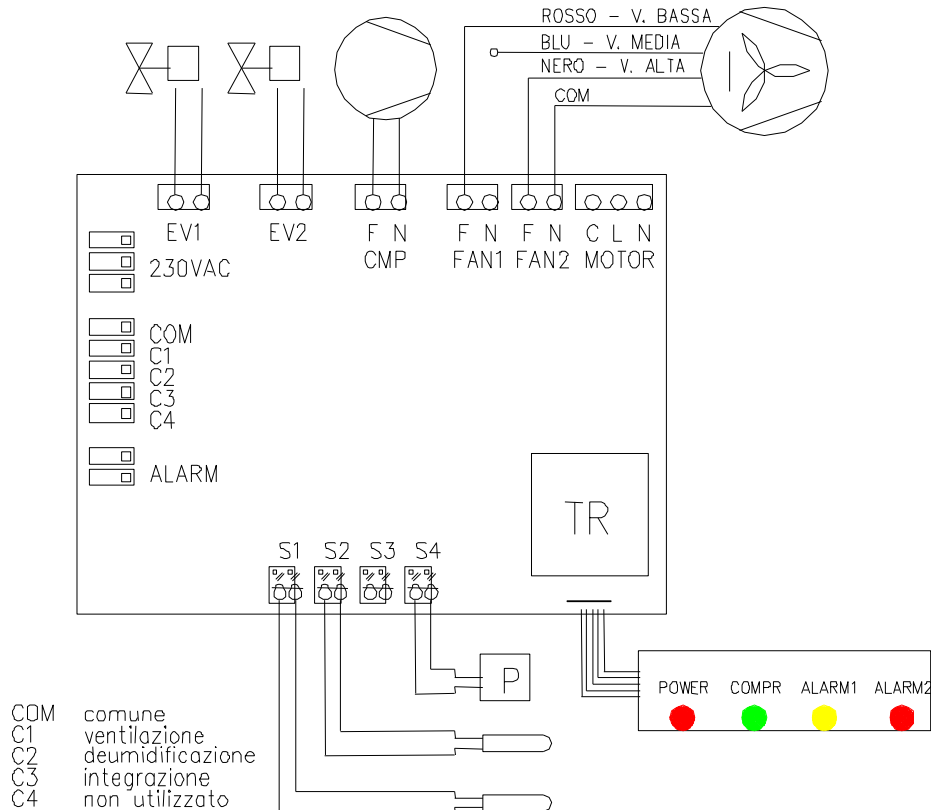 ROSSO - V. BASSA
BLU - V. MEDIA
NERO - V. ALTA
COM
EV1 EV2 F N F N F N C L N
CMP FAN1 FAN2 MOTOR
230VAC
COM
C1
C2
C3
C4
ALARM
TR
S1 S2 S3 S4
P
POWER COMPR ALARM1 ALARM2
COM comune
C1 ventilazione
C2 deumidificazione
C3 integrazione
C4 non utilizzato